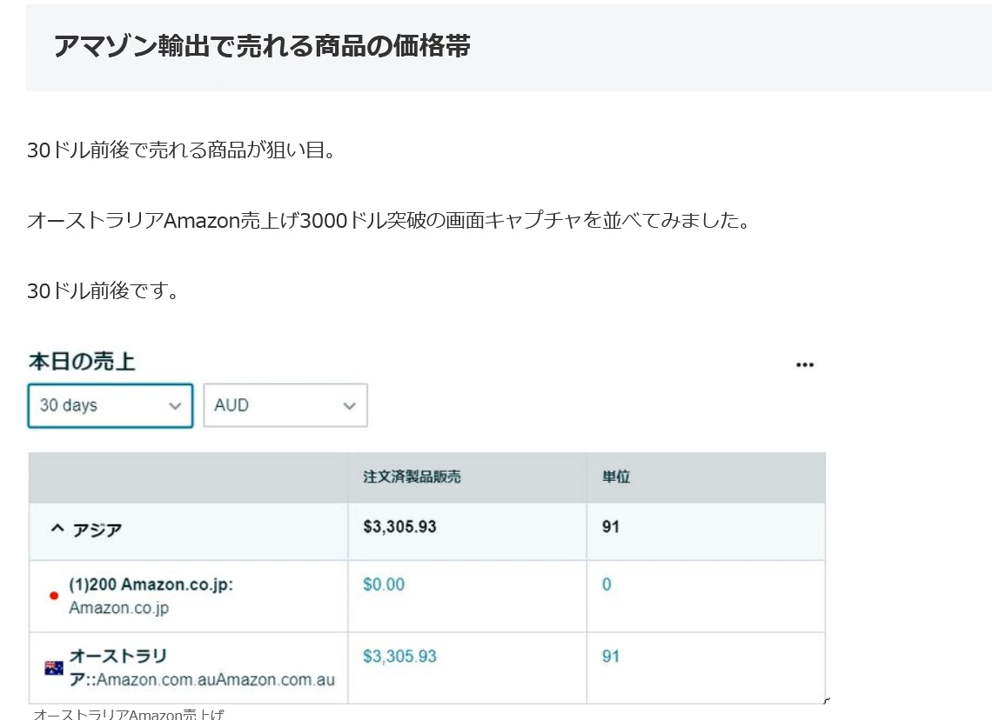 アマゾン輸出で売れる商品の価格帯
30ドル前後で売れる商品が狙い目。
オーストラリアAmazon売上げ3000ドル突破の画面キャプチャを並べてみました。
30ドル前後です。
本日の売上
30 days AUD
注文済製品販売 単位
アジア $3,305.93 91
(1)200 Amazon.co.jp: $0.00 0
Amazon.co.jp
オーストラリ $3,305.93 91
ア::Amazon.com.auAmazon.com.au
オーストラリアAmazon売上げ